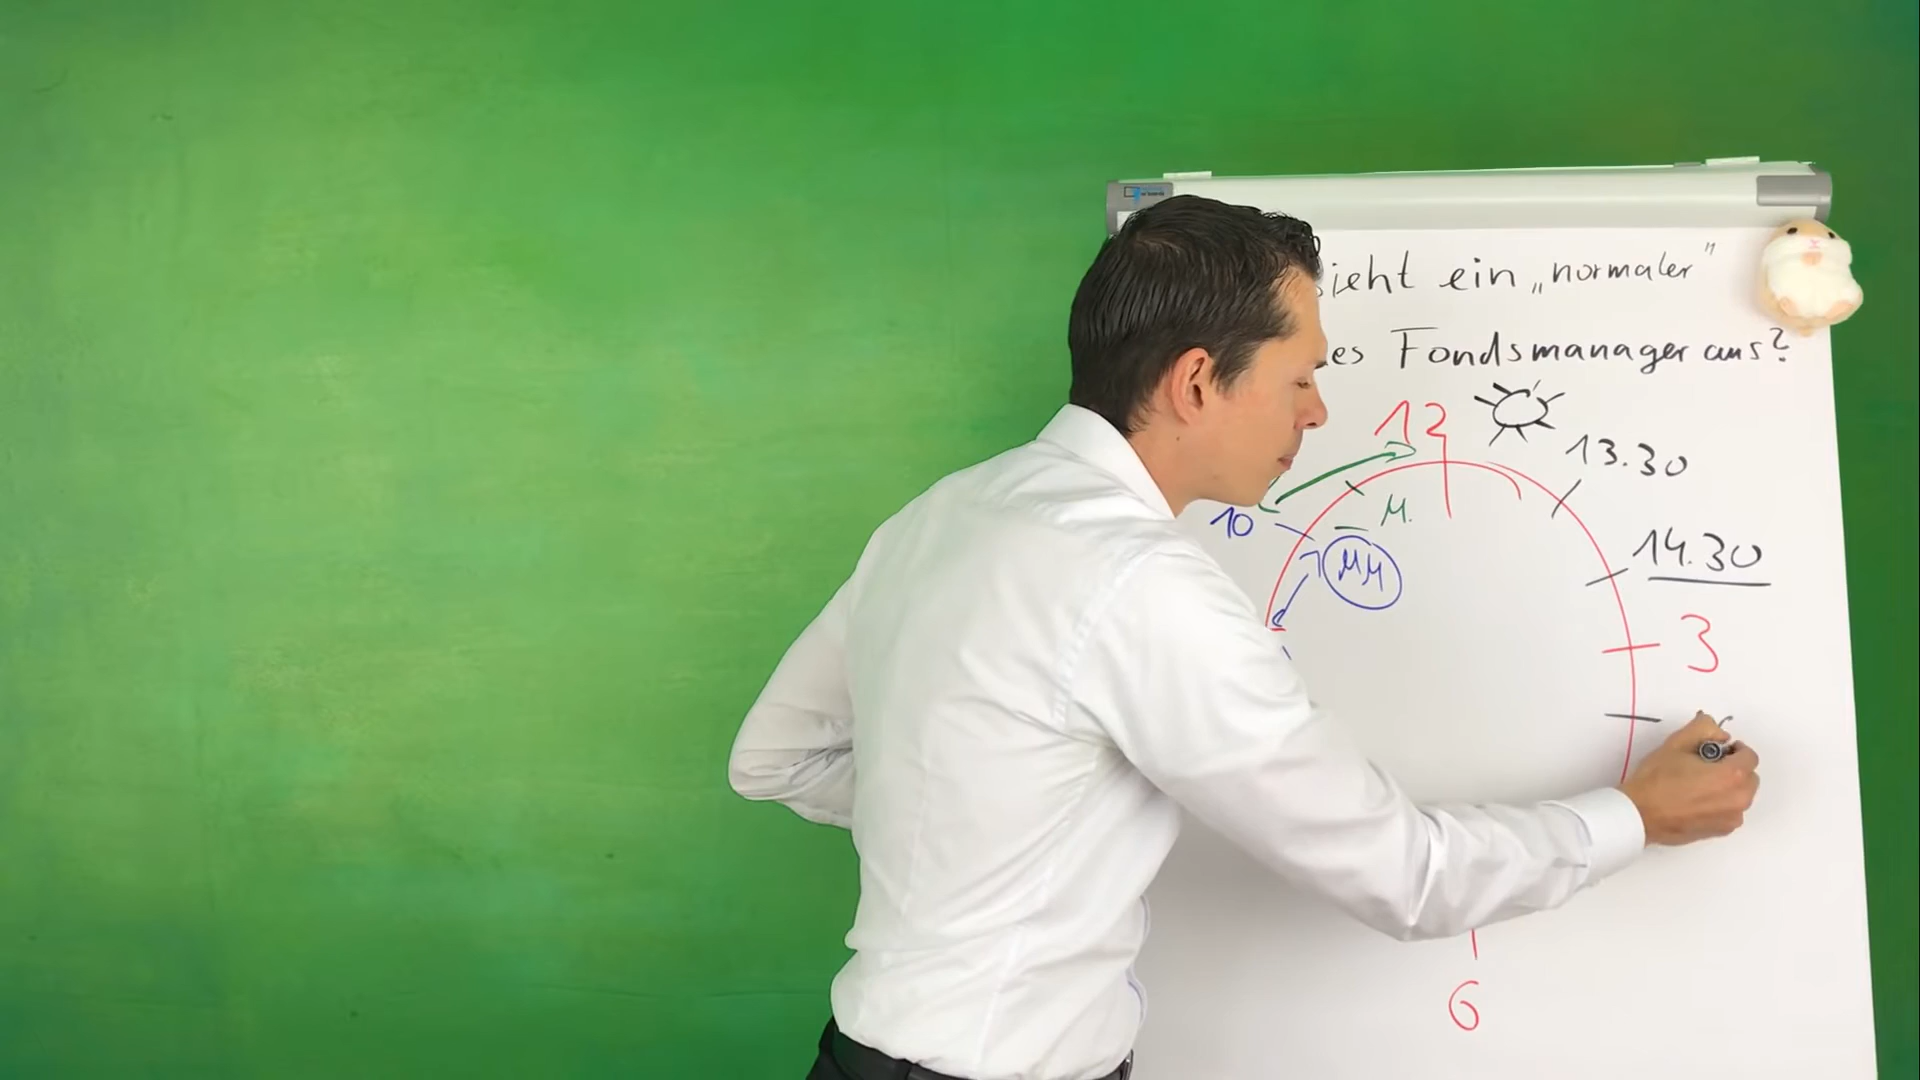 sieht ein „normaler"
es Fondsmanager aus?
12
13.30
10
M.
MM
14.30
3
6